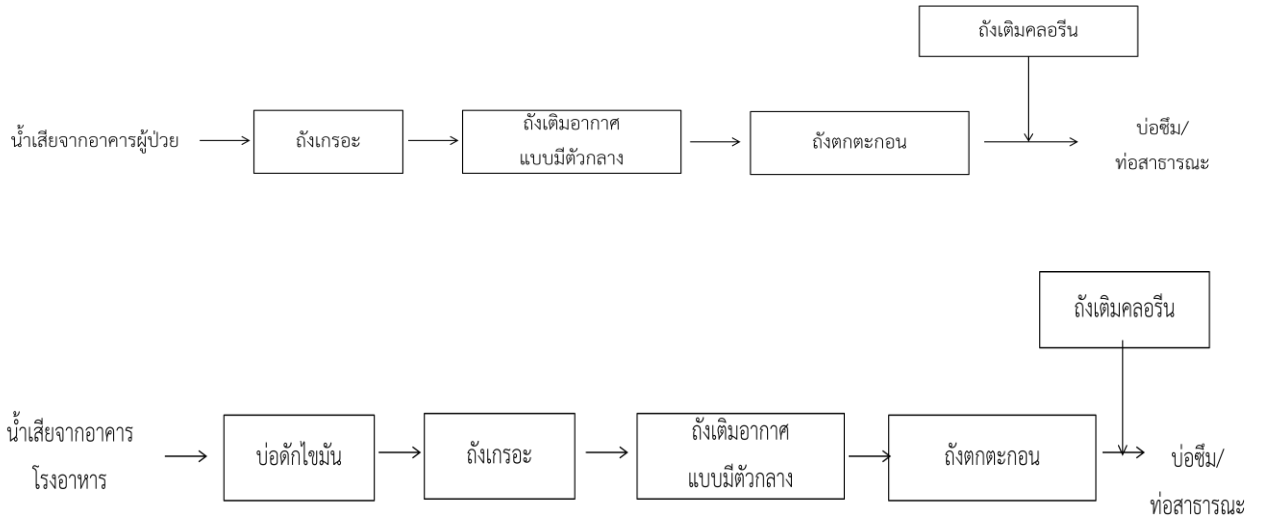 ถังเติมคลอรีน
น้ำเสียจากอาคารผู้ป่วย
ถังเกรอะ
ถังเติมอากาศ
แบบมีตัวกลาง
ถังตกตะกอน
บ่อซึม/
ท่อสาธารณะ
ถังเติมคลอรีน
น้ำเสียจากอาคาร
โรงอาหาร
บ่อดักไขมัน
ถังเกรอะ
ถังเติมอากาศ
แบบมีตัวกลาง
ถังตกตะกอน
บ่อซึม/
ท่อสาธารณะ